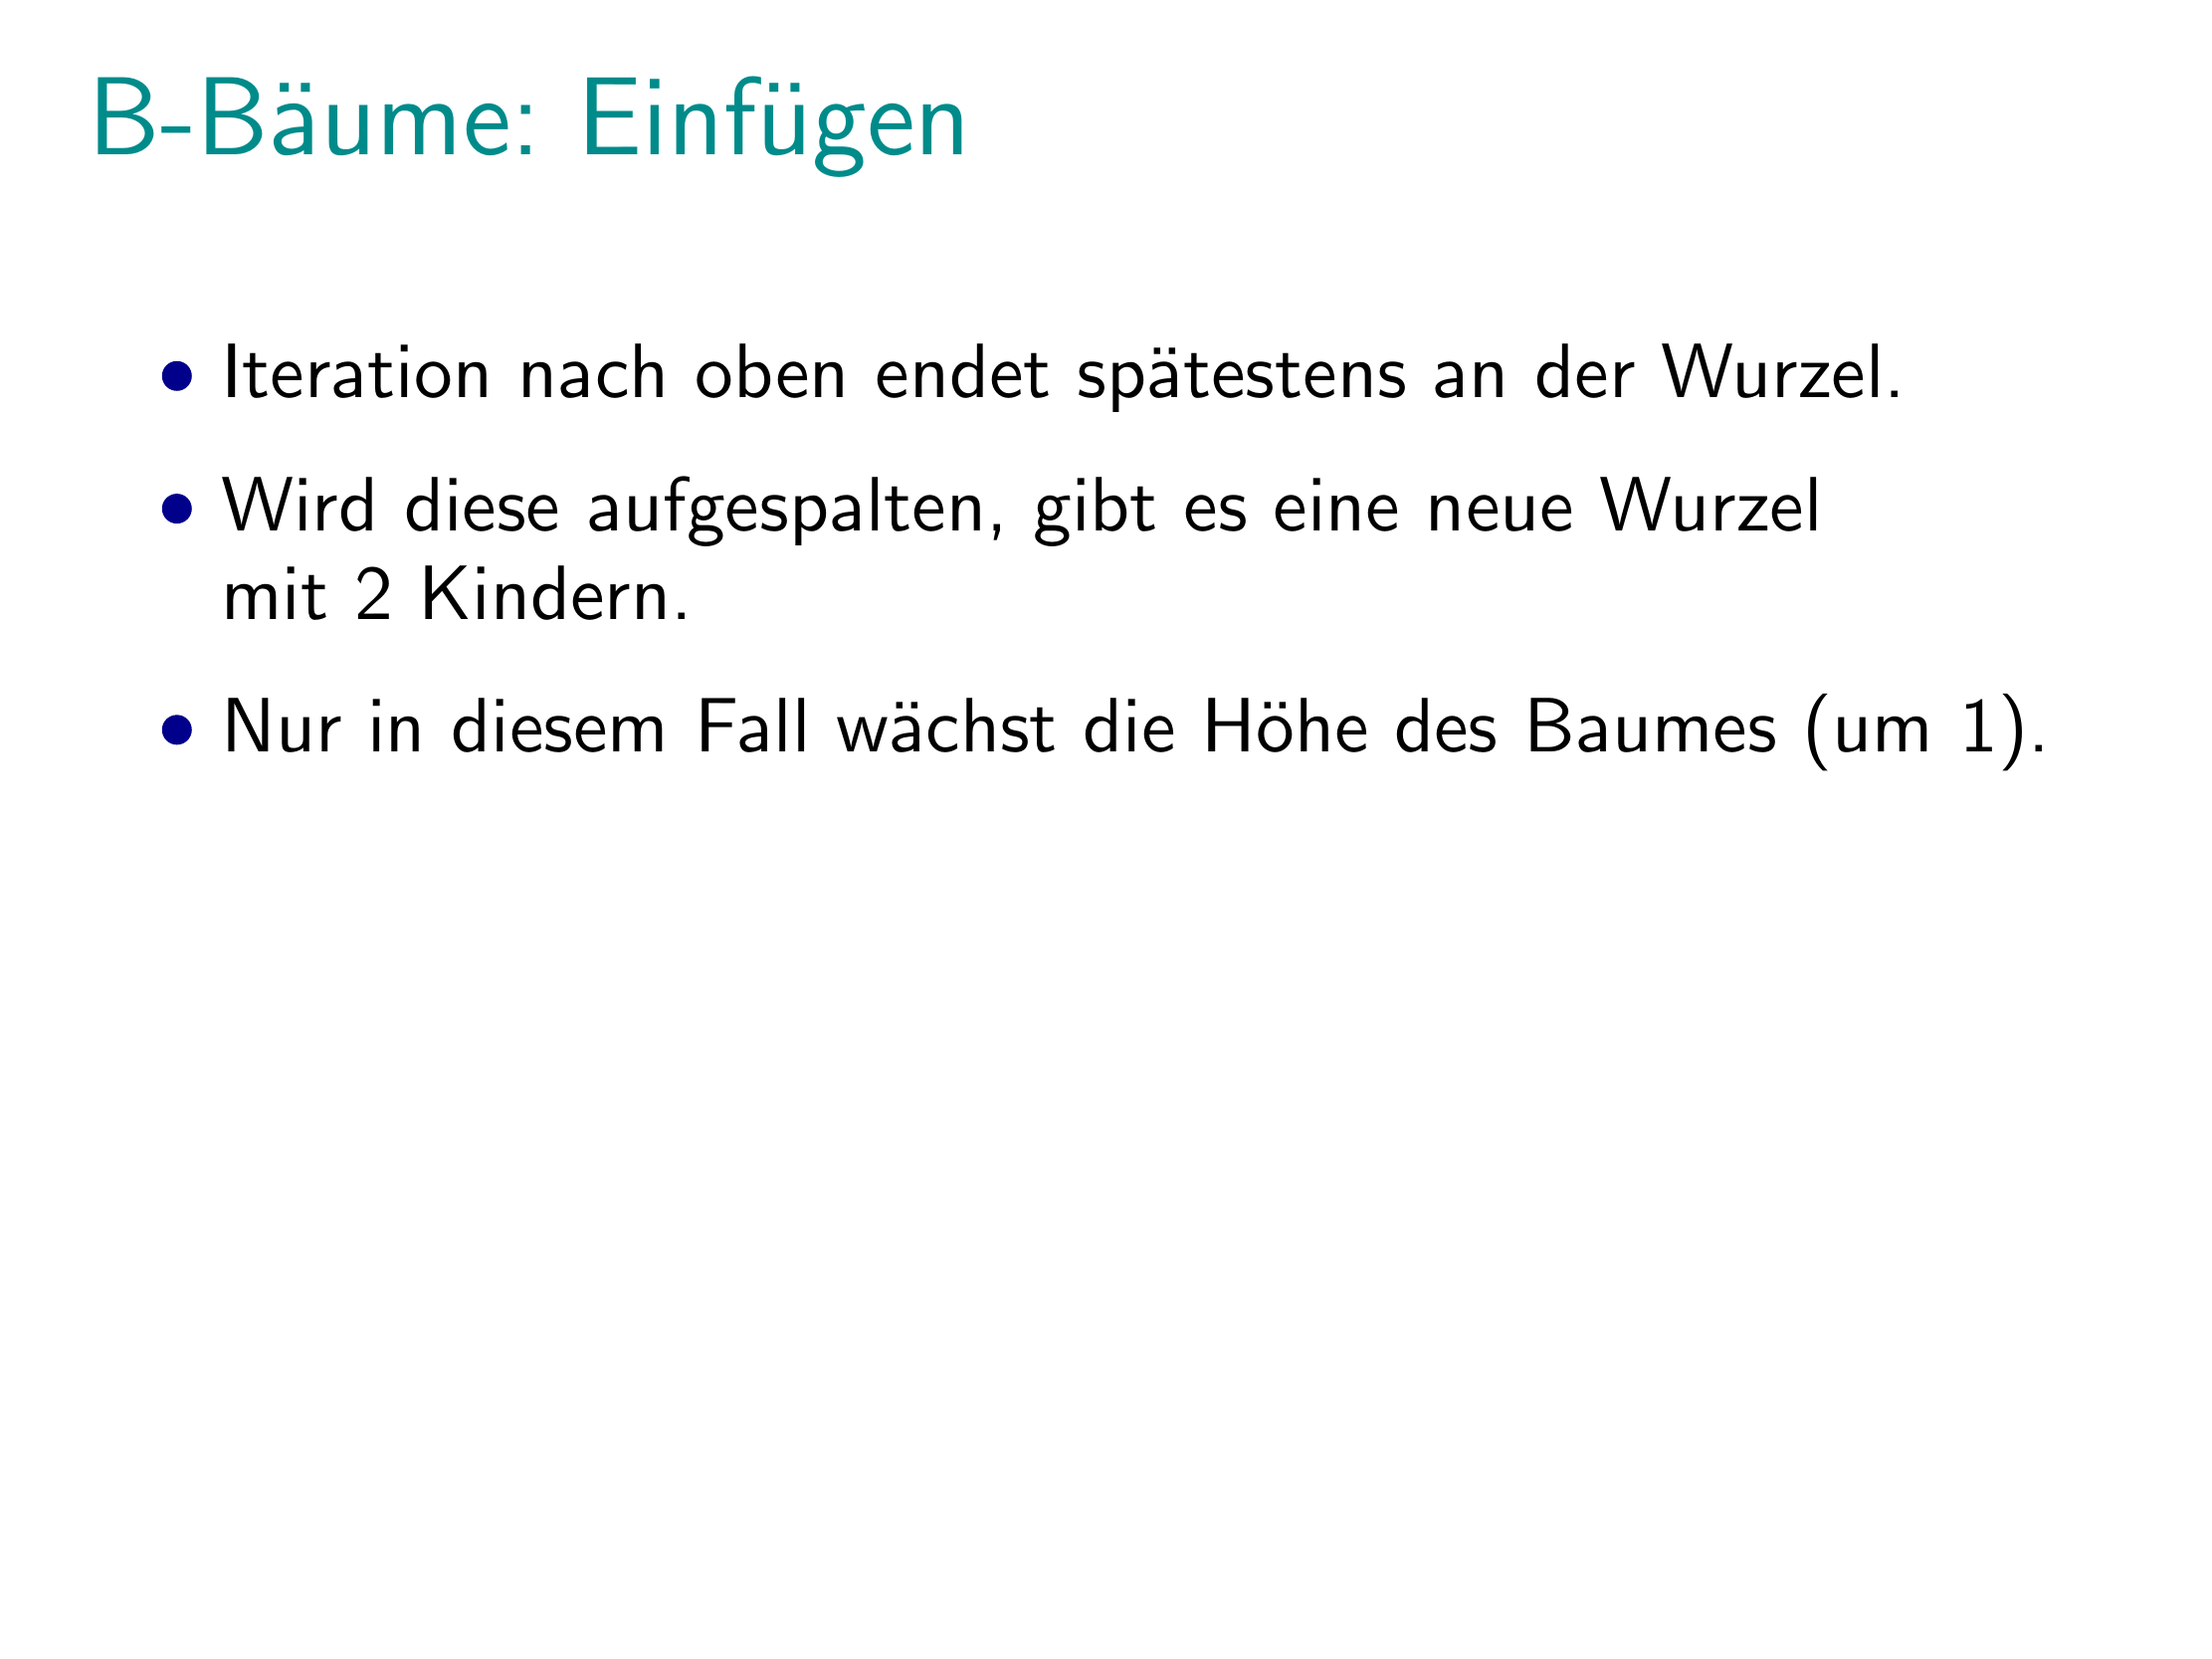 B-Bäume: Einfügen
• Iteration nach oben endet spätestens an der Wurzel.
• Wird diese aufgespalten, gibt es eine neue Wurzel
mit 2 Kindern.
• Nur in diesem Fall wächst die Höhe des Baumes (um 1).